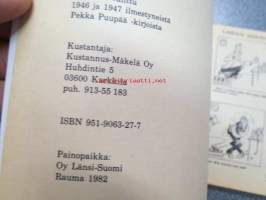 1946 ja 1947 ilmestyneistä
Pekka Puupää -kirjoista
Kustantaja:
Kustannus-Mäkelä Oy
Huhdintie 5
03600 Karkkila
puh. 913-55 183
ISBN 951-9063-27-7
Painopaikka:
Oy Länsi-Suomi
Rauma 1982